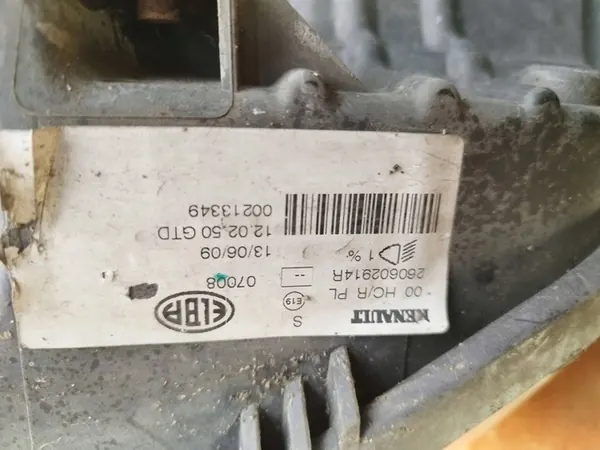 RENAULT
00 HC/R PL
260602914R
1 %
S
E19
--
07008
ELBA
13/06/09
12.02.50 GTD
00213349